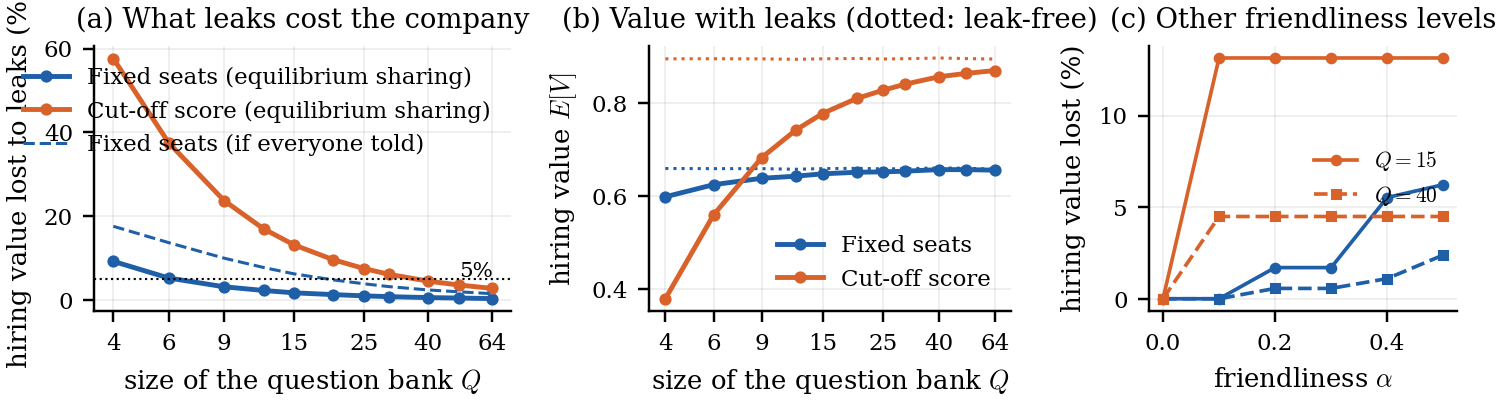 (a) What leaks cost the company
hiring value lost to leaks (%
60
40
20
0
Fixed seats (equilibrium sharing)
Cut-off score (equilibrium sharing)
Fixed seats (if everyone told)
5%
4 6 9 15 25 40 64
size of the question bank Q
(b) Value with leaks (dotted: leak-free)
hiring value E[V]
0.8
0.6
0.4
Fixed seats
Cut-off score
4 6 9 15 25 40 64
size of the question bank Q
(c) Other friendliness levels
hiring value lost (%)
10
5
0
Q = 15
Q = 40
0.0 0.2 0.4
friendliness α